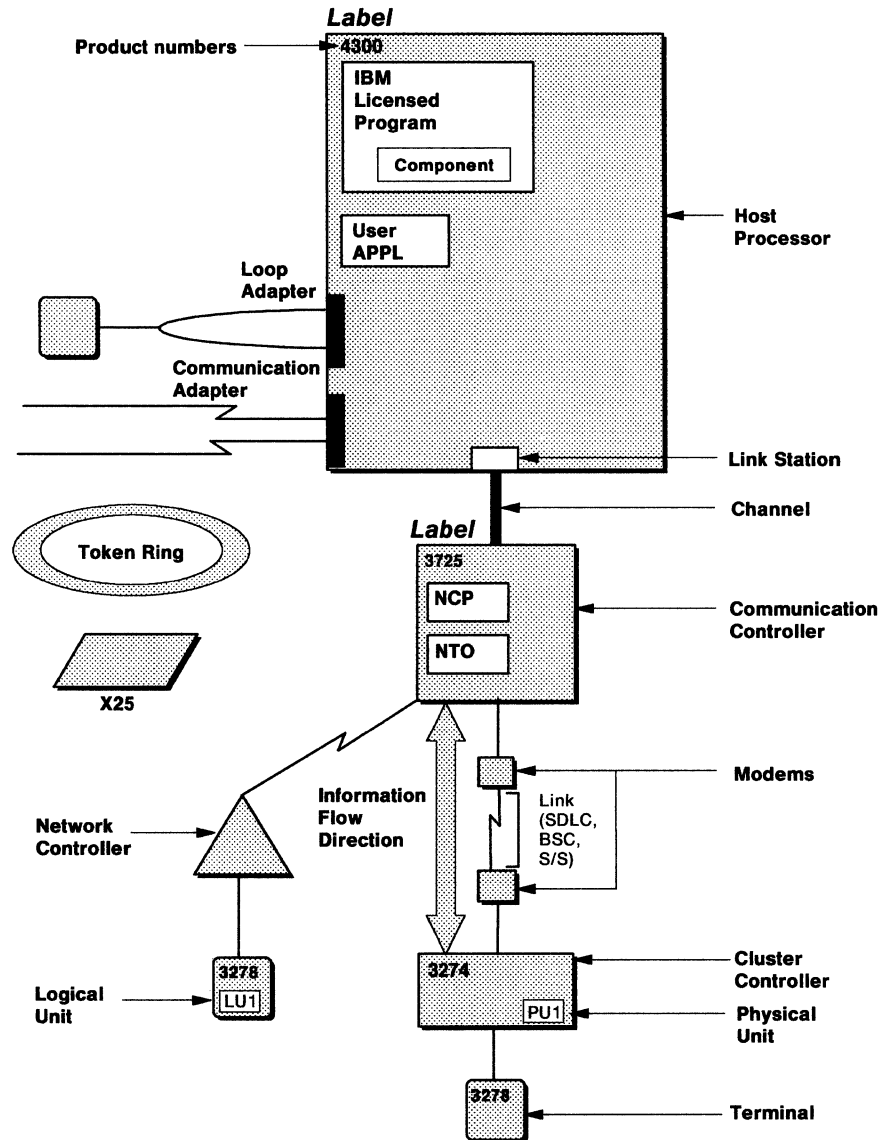 Label
Product numbers
4300
IBM
Licensed
Program
Component
Host
Processor
User
APPL
Loop
Adapter
Communication
Adapter
Link Station
Channel
Label
Token Ring
3725
NCP
Communication
Controller
NTO
X25
Modems
Information
Flow
Direction
Link
(SDLC,
BSC,
S/S)
Network
Controller
3274
Cluster
Controller
3278
LU1
Logical
Unit
PU1
Physical
Unit
3278
Terminal